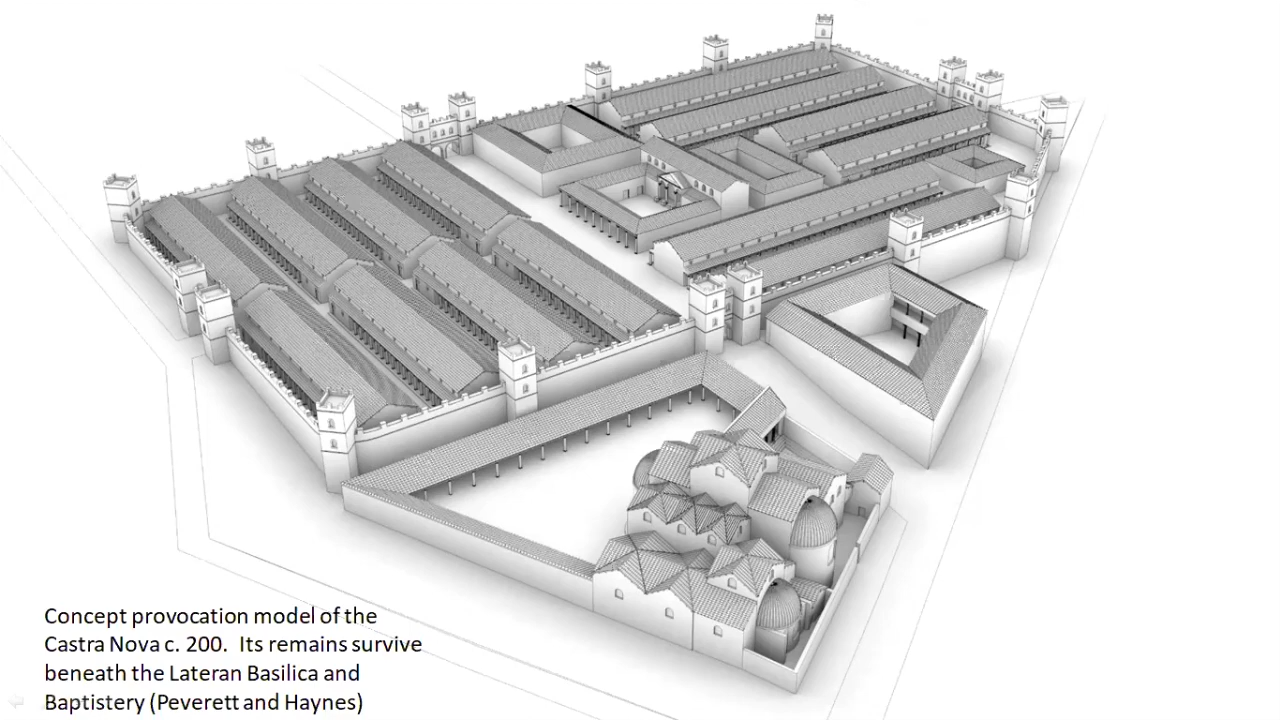 Concept provocation model of the
Castra Nova c. 200.  Its remains survive
beneath the Lateran Basilica and
Baptistery (Peverett and Haynes)